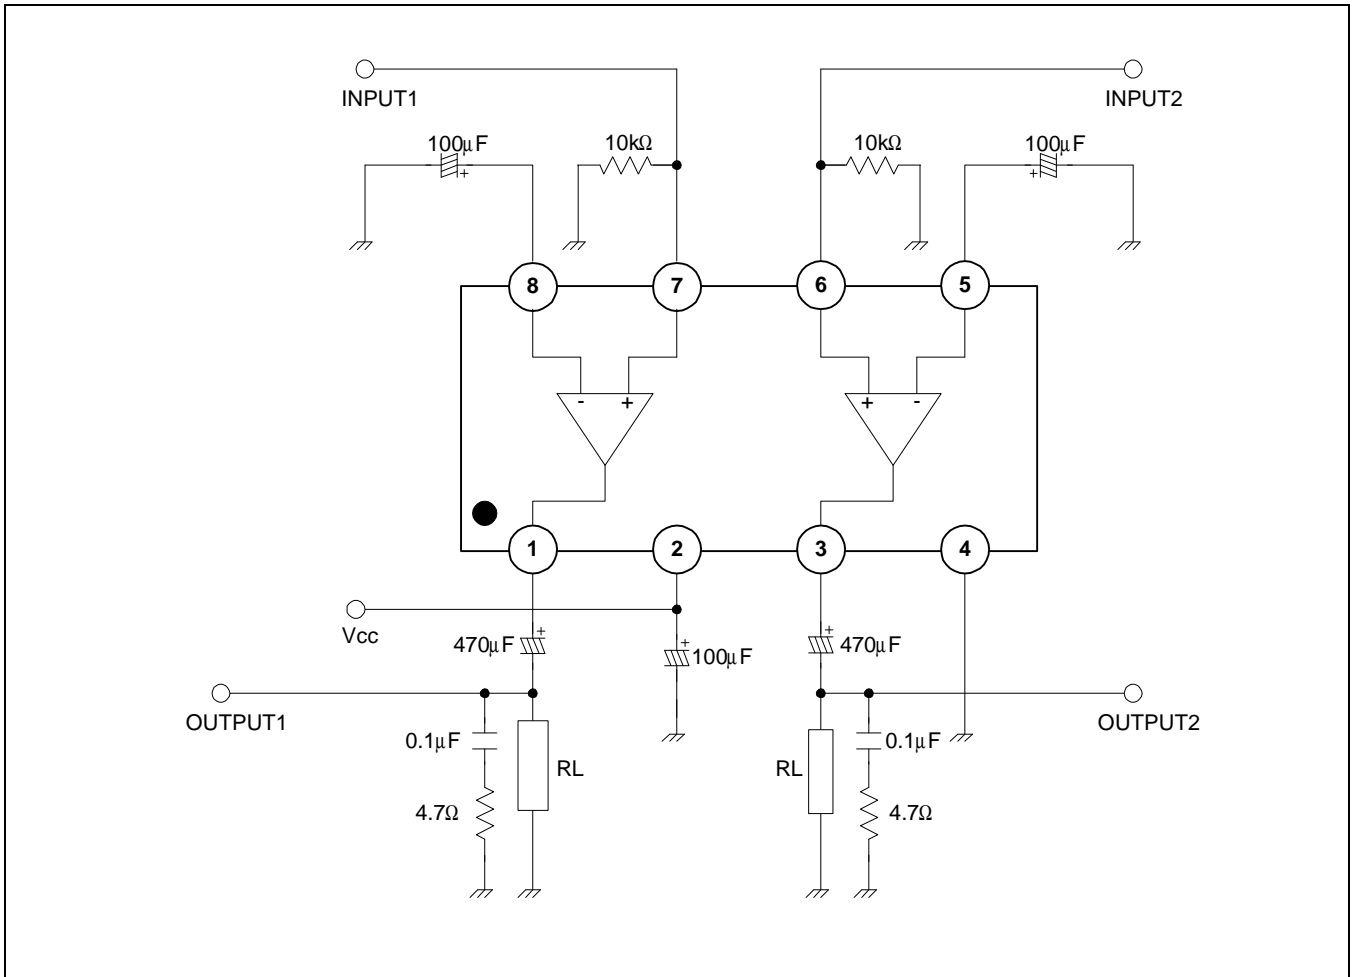 INPUT1
INPUT2
100μF
10kΩ
10kΩ
100μF
+
+
8
7
6
5
-
+
+
-
1
2
3
4
Vcc
470μF
+
+
100μF
+
470μF
OUTPUT1
OUTPUT2
0.1μF
RL
RL
0.1μF
4.7Ω
4.7Ω